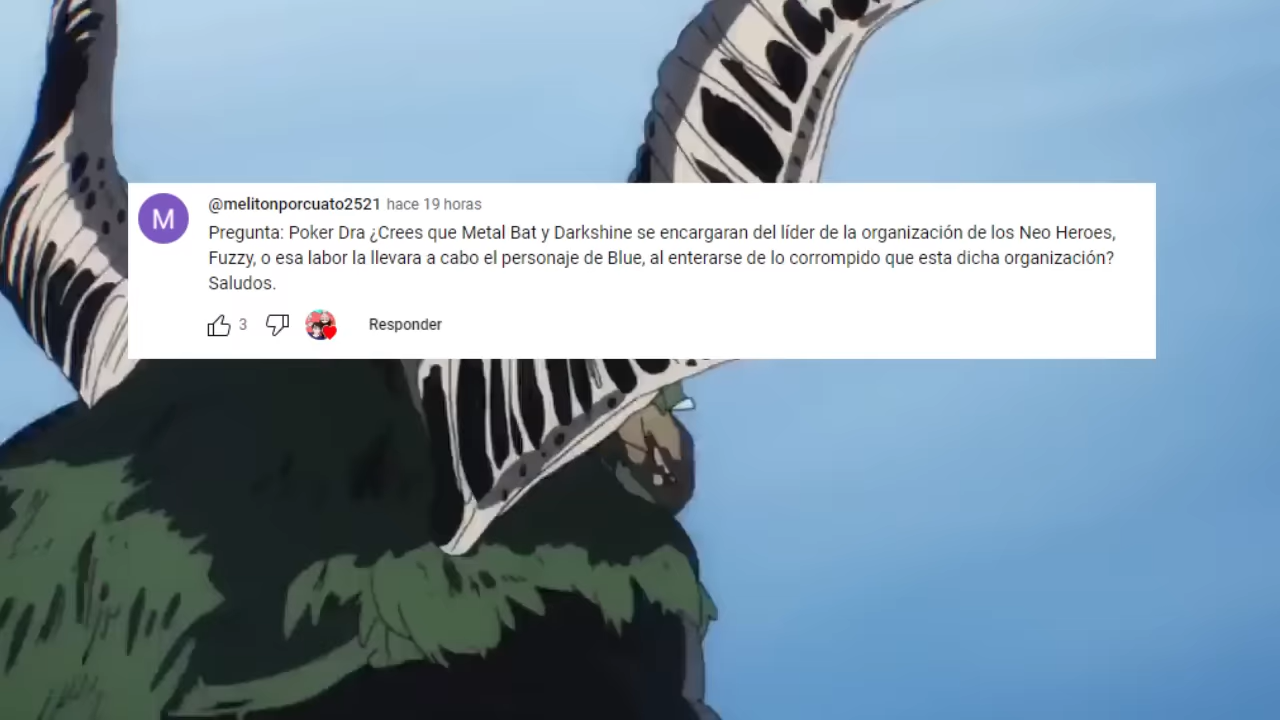 M
@melitonporcuato2521 hace 19 horas
Pregunta: Poker Dra ¿Crees que Metal Bat y Darkshine se encargaran del líder de la organización de los Neo Heroes,
Fuzzy, o esa labor la llevara a cabo el personaje de Blue, al enterarse de lo corrompido que esta dicha organización?
Saludos.
3
Responder